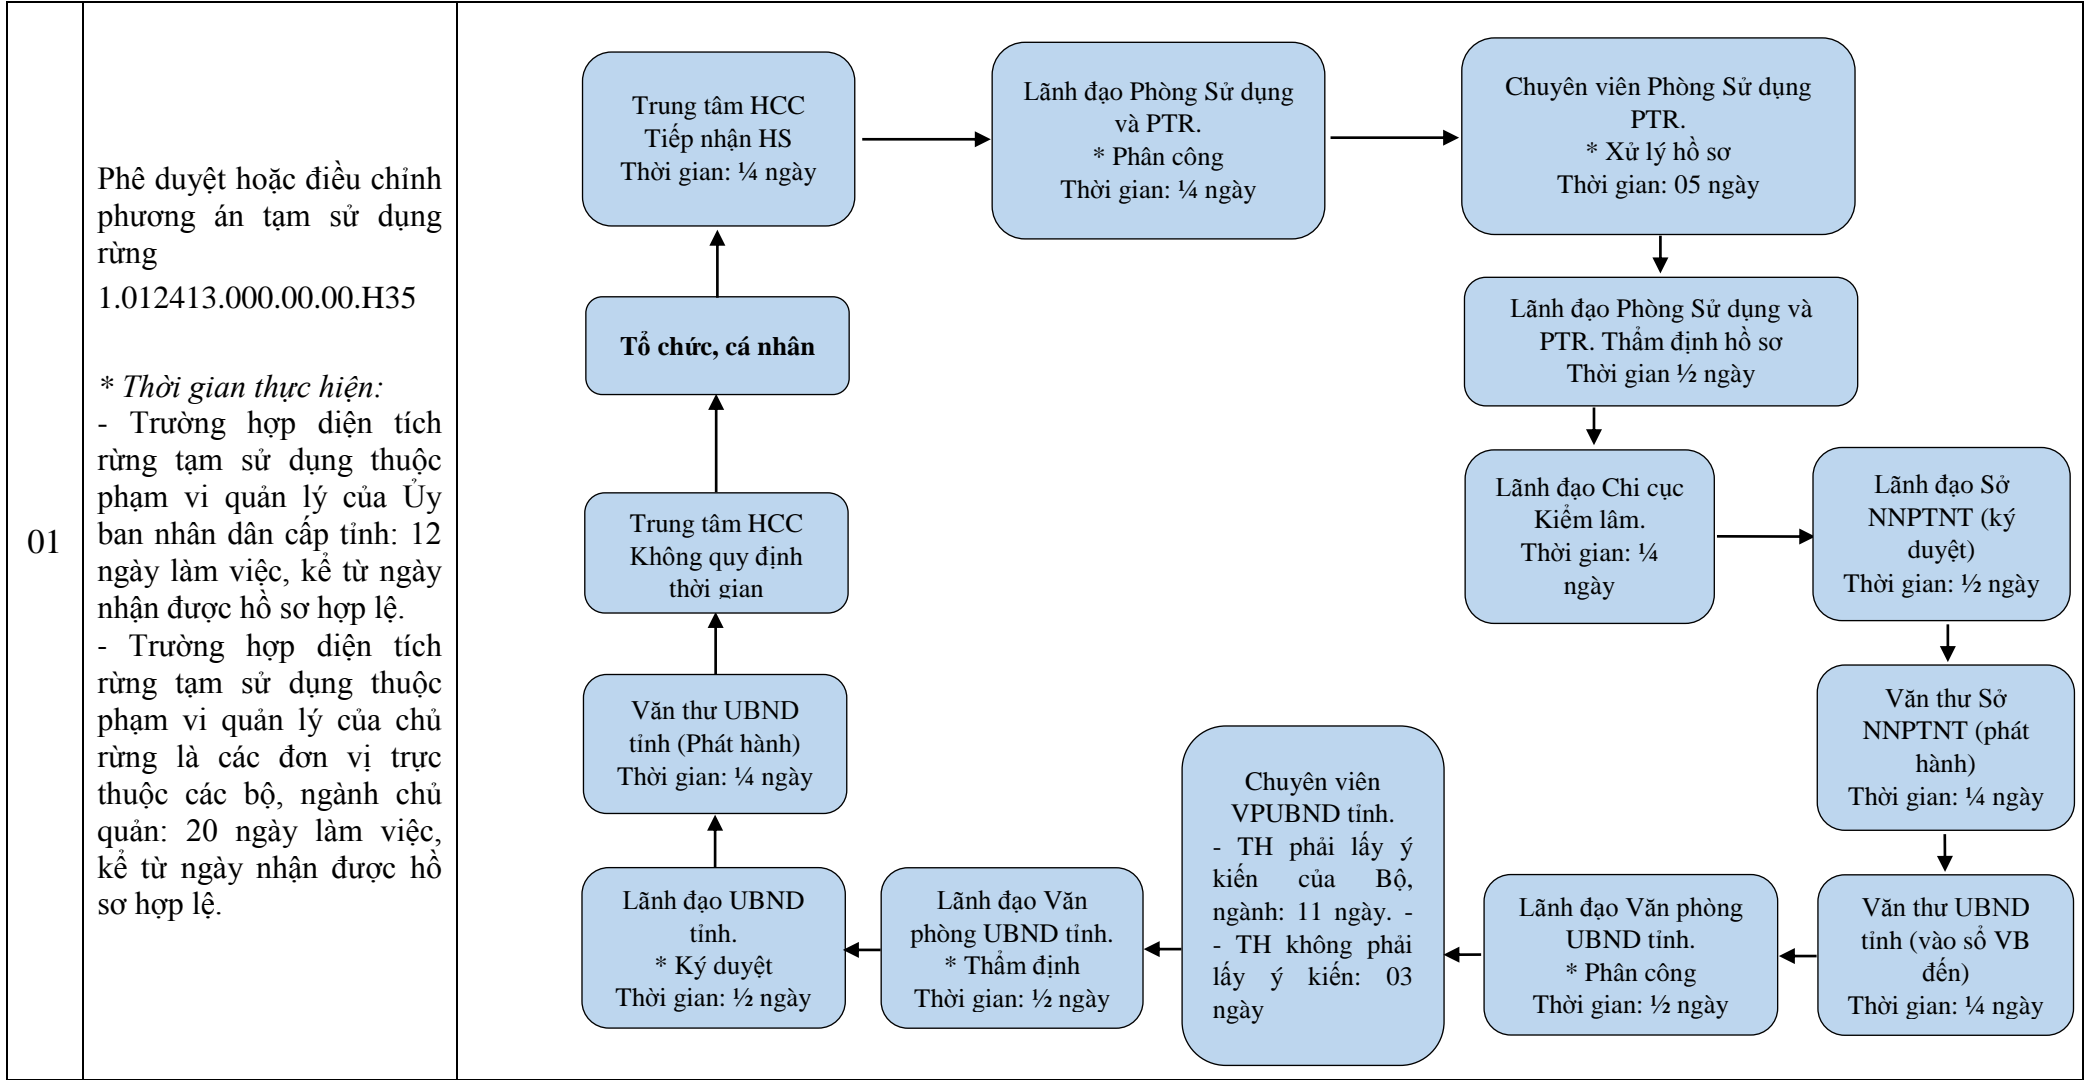 01
Phê duyệt hoặc điều chỉnh
phương án tạm sử dụng
rừng
1.012413.000.00.00.H35
* Thời gian thực hiện:
- Trường hợp diện tích
rừng tạm sử dụng thuộc
phạm vi quản lý của Ủy
ban nhân dân cấp tỉnh: 12
ngày làm việc, kể từ ngày
nhận được hồ sơ hợp lệ.
- Trường hợp diện tích
rừng tạm sử dụng thuộc
phạm vi quản lý của chủ
rừng là các đơn vị trực
thuộc các bộ, ngành chủ
quản: 20 ngày làm việc,
kể từ ngày nhận được hồ
sơ hợp lệ.
Trung tâm HCC
Tiếp nhận HS
Thời gian: ¼ ngày
Lãnh đạo Phòng Sử dụng
và PTR.
* Phân công
Thời gian: ¼ ngày
Chuyên viên Phòng Sử dụng
PTR.
* Xử lý hồ sơ
Thời gian: 05 ngày
Lãnh đạo Phòng Sử dụng và
PTR. Thẩm định hồ sơ
Thời gian ½ ngày
Lãnh đạo Chi cục
Kiểm lâm.
Thời gian: ¼
ngày
Lãnh đạo Sở
NNPTNT (ký
duyệt)
Thời gian: ½ ngày
Văn thư Sở
NNPTNT (phát
hành)
Thời gian: ¼ ngày
Văn thư UBND
tỉnh (vào sổ VB
đến)
Thời gian: ¼ ngày
Lãnh đạo Văn phòng
UBND tỉnh.
* Phân công
Thời gian: ½ ngày
Chuyên viên
VPUBND tỉnh.
- TH phải lấy ý
kiến của Bộ,
ngành: 11 ngày. -
- TH không phải
lấy ý kiến: 03
ngày
Lãnh đạo Văn
phòng UBND tỉnh.
* Thẩm định
Thời gian: ½ ngày
Lãnh đạo UBND
tỉnh.
* Ký duyệt
Thời gian: ½ ngày
Văn thư UBND
tỉnh (Phát hành)
Thời gian: ¼ ngày
Trung tâm HCC
Không quy định
thời gian
Tổ chức, cá nhân